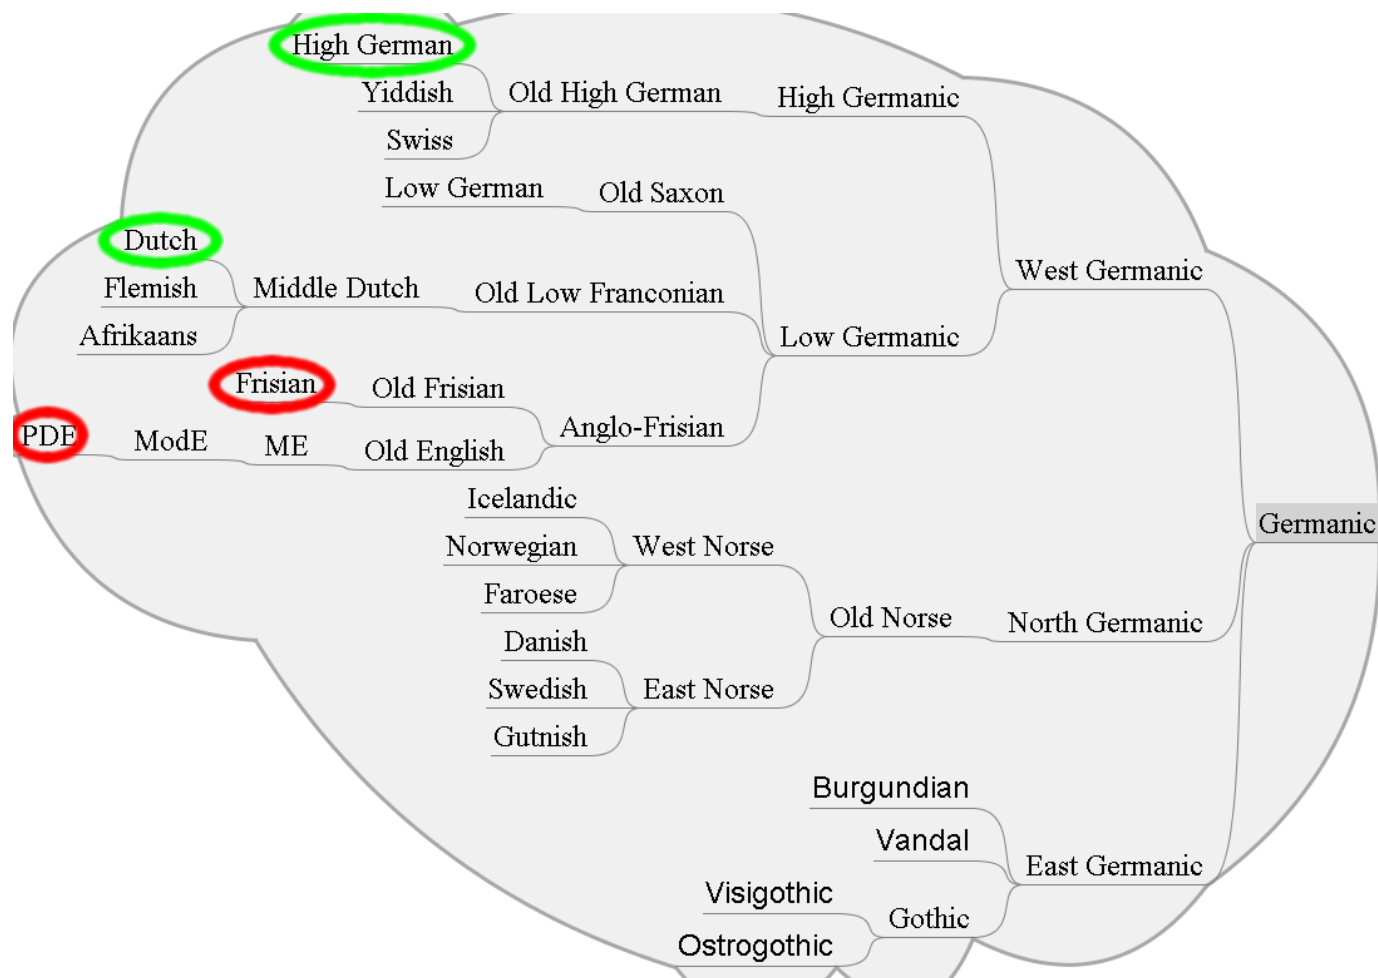 High German
Yiddish
Swiss
Old High German
High Germanic
Low German
Old Saxon
Dutch
Flemish
Afrikaans
Middle Dutch
Old Low Franconian
Low Germanic
West Germanic
Frisian
Old Frisian
PDE
ModE
ME
Old English
Anglo-Frisian
Icelandic
Norwegian
Faroese
West Norse
Danish
Swedish
Gutnish
East Norse
Old Norse
North Germanic
Germanic
Burgundian
Vandal
Visigothic
Ostrogothic
Gothic
East Germanic